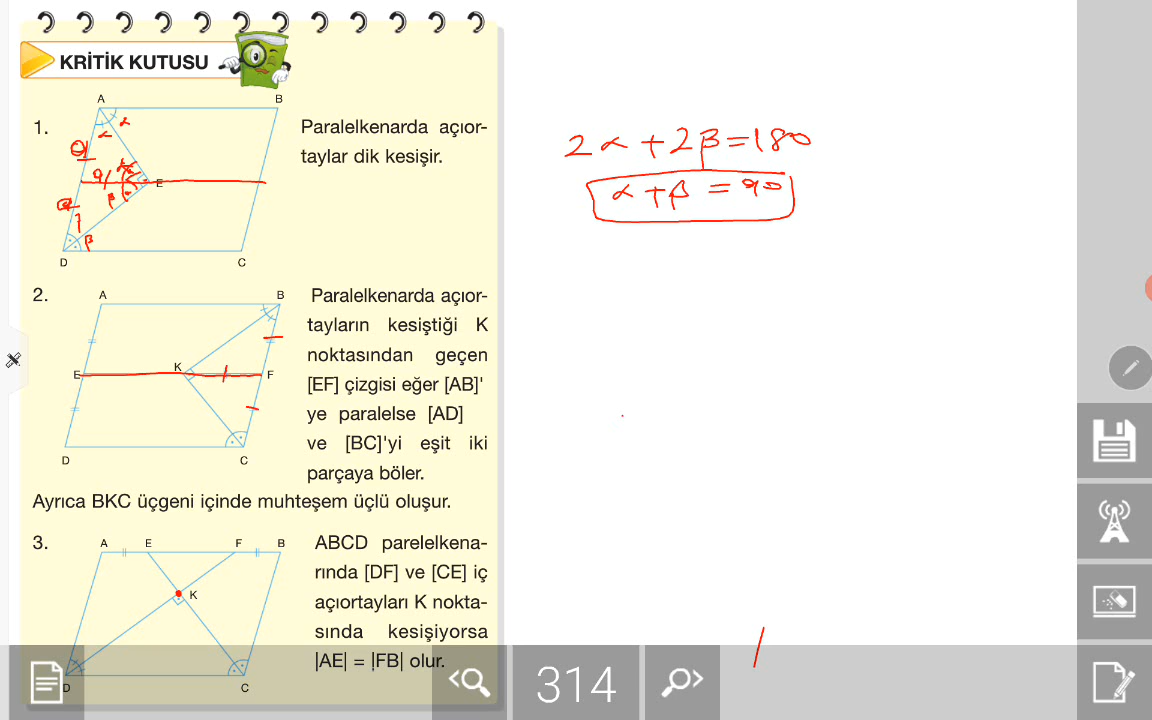 KRİTİK KUTUSU
1.
A
B
α
α
a
a
α
β
E
β
D
C
Paralelkenarda açıor-
taylar dik kesişir.
2α + 2β = 180
α + β = 90
2.
A
B
E
K
F
D
C
Paralelkenarda açıor-
tayların kesiştiği K
noktasından geçen
[EF] çizgisi eğer [AB]'
ye paralelse [AD]
ve [BC]'yi eşit iki
parçaya böler.
Ayrıca BKC üçgeni içinde muhteşem üçlü oluşur.
3.
A
E
F
B
K
D
C
ABCD parelelkena-
rında [DF] ve [CE] iç
açıortayları K nokta-
sında kesişiyorsa
|AE| = |FB| olur.
314